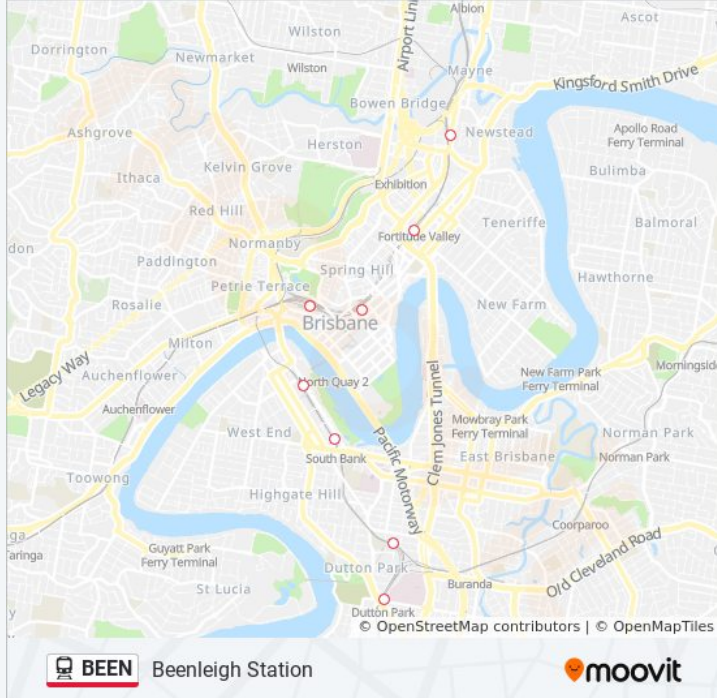 Albion
Ascot
Wilston
Dorrington
Airport Lin
Newmarket
Wilston
Mayne
Kingsford Smith Drive
Bowen Bridge
Ashgrove
Newstead
Apollo Road
Ferry Terminal
Herston
Kelvin Grove
Bulimba
Ithaca
Exhibition
Red Hill
Teneriffe
Balmoral
Normanby
Fortitude Valley
don
Paddington
Spring Hill
Hawthorne
Petrie Terrace
Rosalie
New Farm
Brisbane
Milton
Legacy Way
Morningside
Auchenflower
New Farm Park
Ferry Terminal
North Quay 2
Clem Jones Tunnel
Auchenflower
Mowbray Park
Ferry Terminal
West End
Norman Park
Pacific Motorway
South Bank
East Brisbane
Norman Park
Toowong
Highgate Hill
Coorparoo
ga
Taringa
Guyatt Park
Ferry Terminal
Old Cleveland Road
Dutton Park
Buranda
St Lucia
y
Dutton Park
© OpenStreetMap contributors | © OpenMapTiles
BEEN Beenleigh Station
moovit